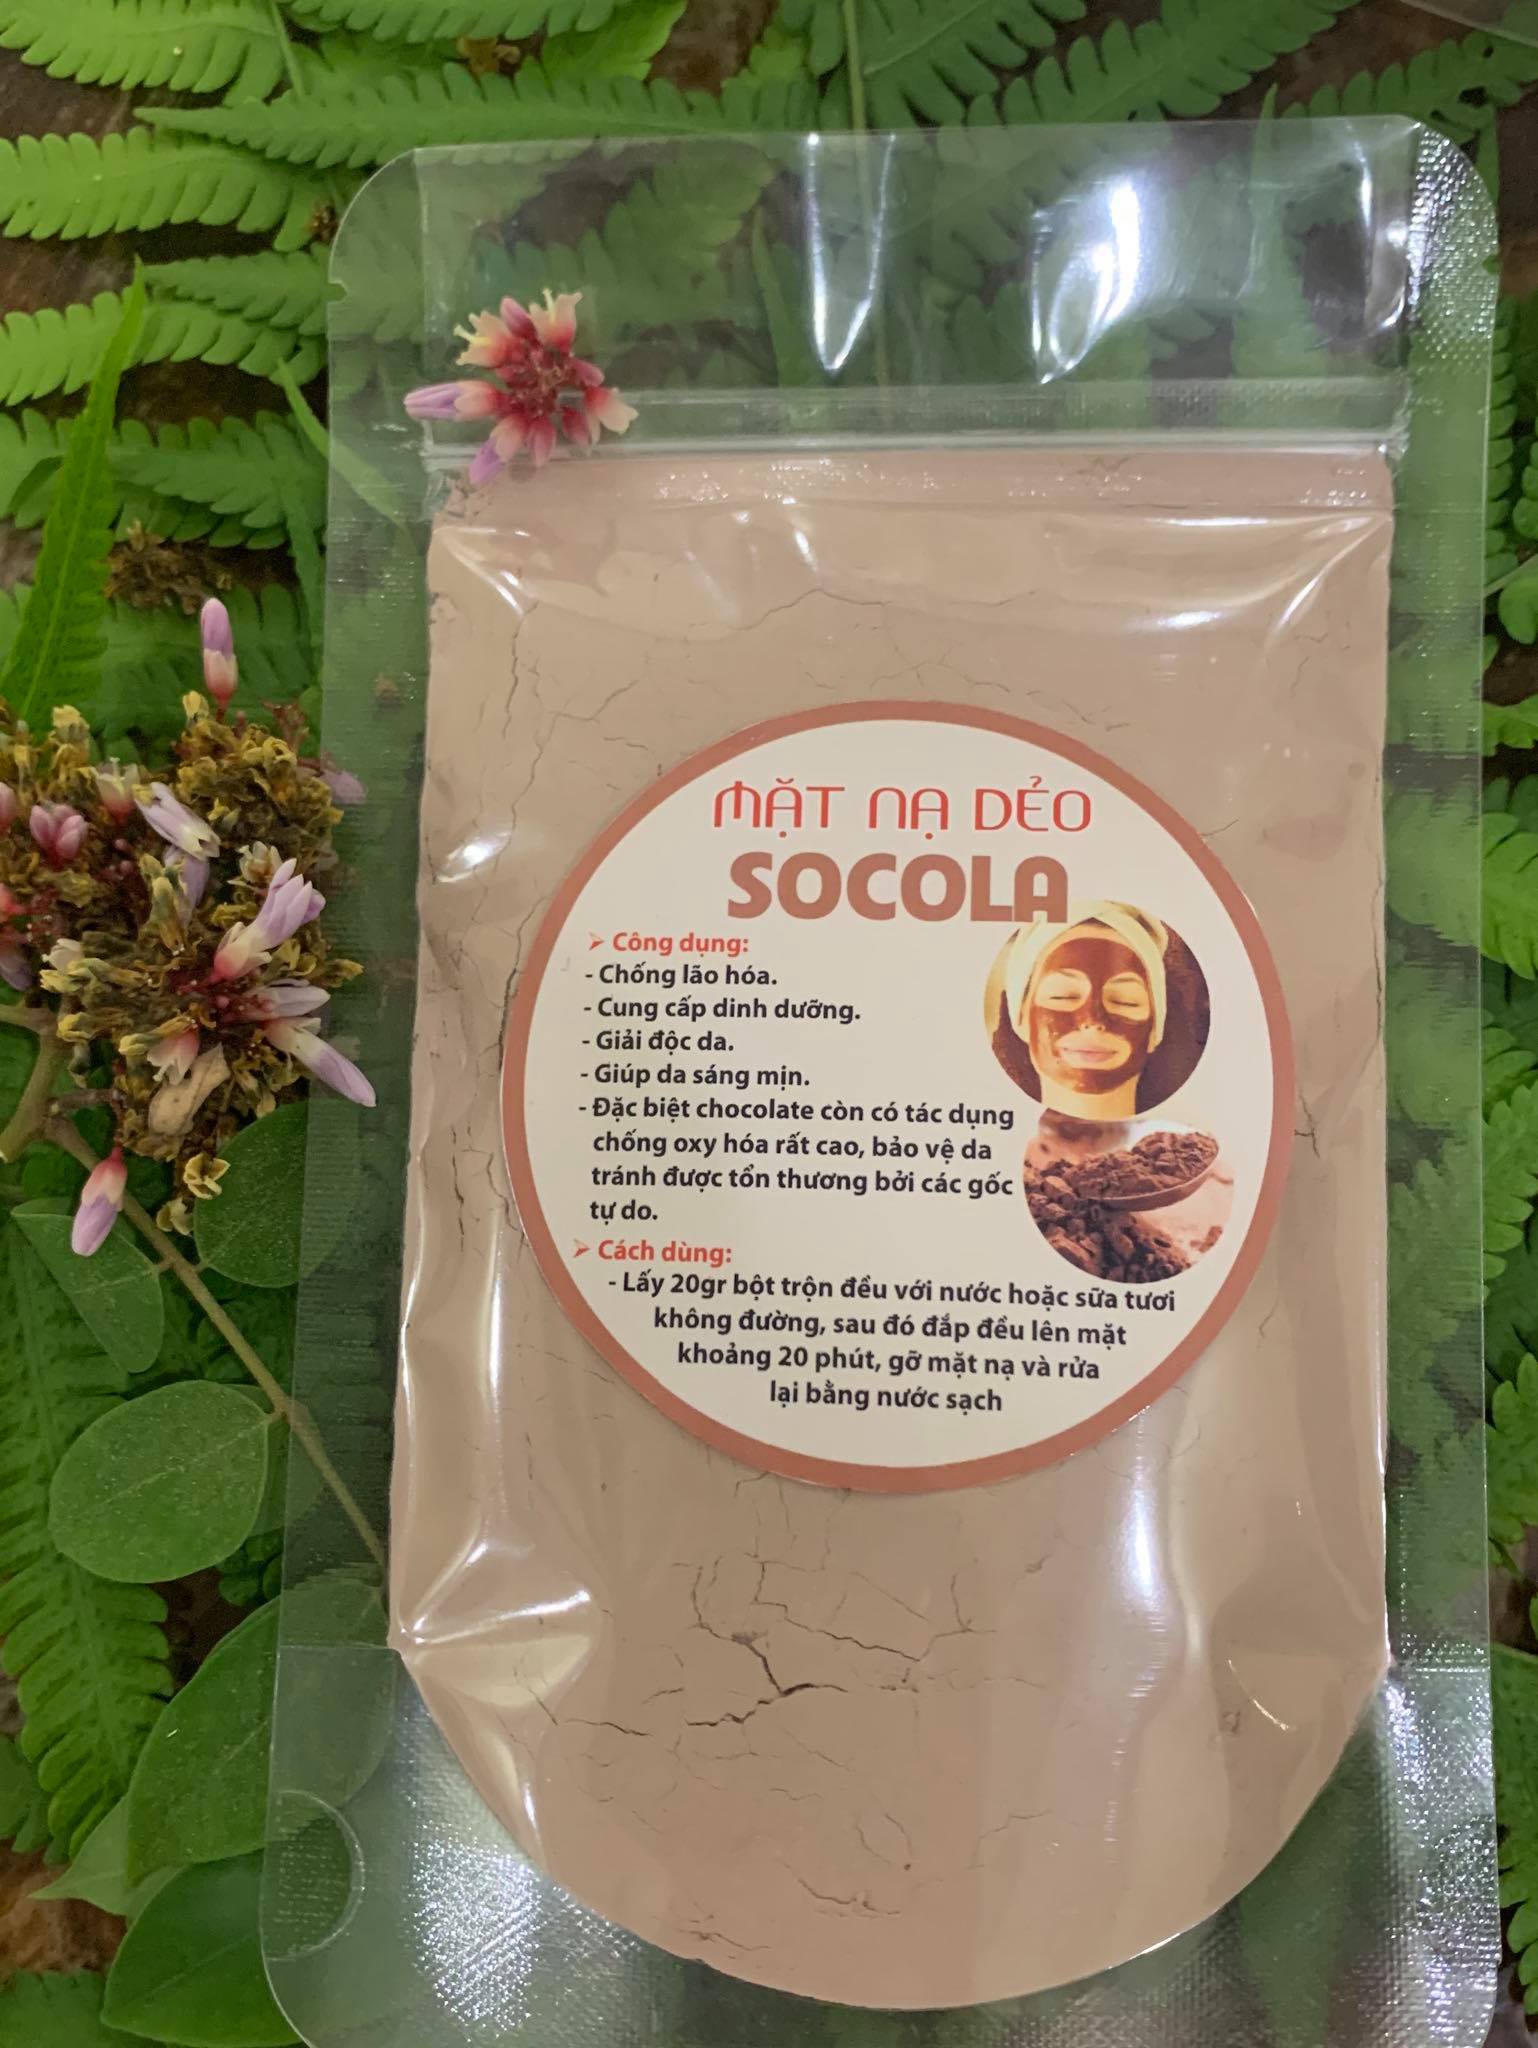 MẶT NẠ DẺO
SOCOLA
➢ Công dụng:
- Chống lão hóa.
- Cung cấp dinh dưỡng.
- Giải độc da.
- Giúp da sáng mịn.
- Đặc biệt chocolate còn có tác dụng
chống oxy hóa rất cao, bảo vệ da
tránh được tổn thương bởi các gốc
tự do.
➢ Cách dùng:
- Lấy 20gr bột trộn đều với nước hoặc sữa tươi
không đường, sau đó đắp đều lên mặt
khoảng 20 phút, gỡ mặt nạ và rửa
lại bằng nước sạch